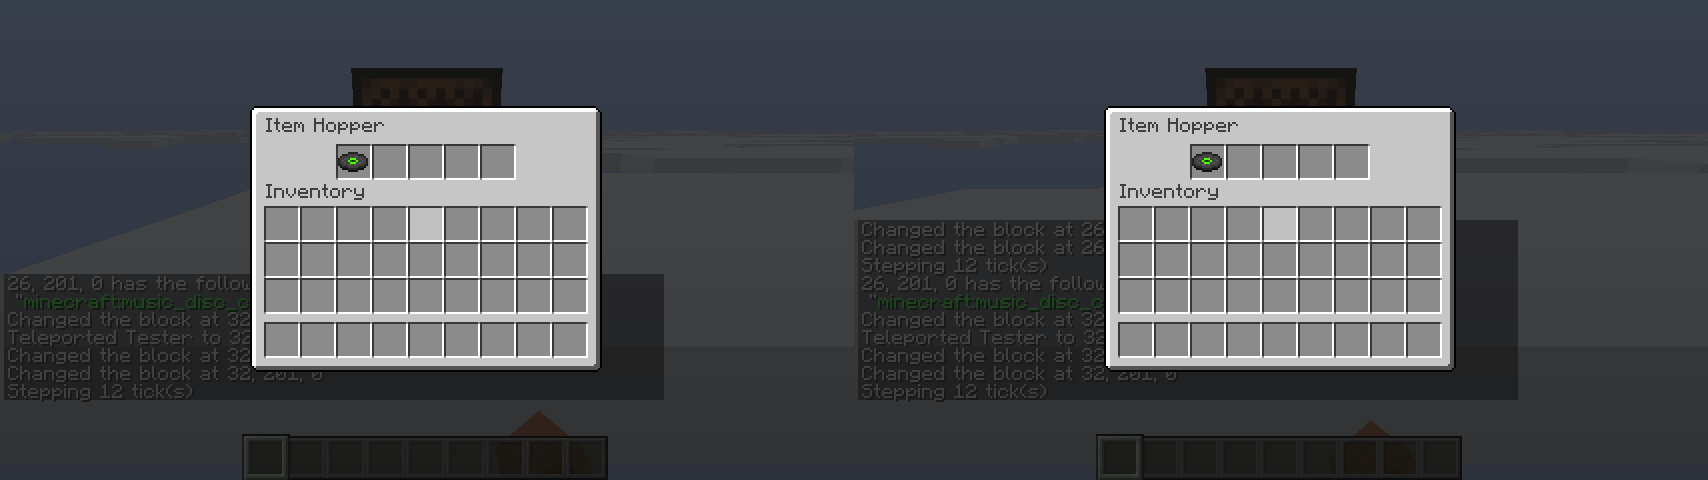 Item Hopper
Inventory
26, 201, 0 has the follow
"minecraft:music_disc_c
Changed the block at 32
Teleported Tester to 32
Changed the block at 32
Changed the block at 32, 201, 0
Stepping 12 tick(s)
Item Hopper
Inventory
Changed the block at 26
Changed the block at 26
Stepping 12 tick(s)
26, 201, 0 has the follow
"minecraft:music_disc_c
Changed the block at 32
Teleported Tester to 32
Changed the block at 32
Changed the block at 32, 201, 0
Stepping 12 tick(s)